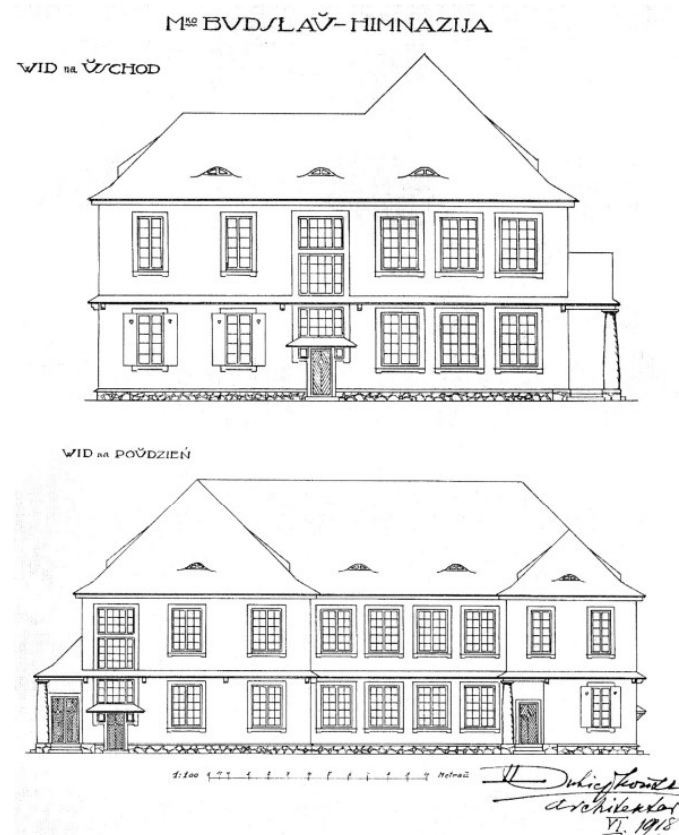 Mko BUDSŁAŬ-HIMNAZIJA
WID na ŬSCHOD
WID na POŬDZIEŃ
1:100
Metraŭ
architektar
VI. 1918